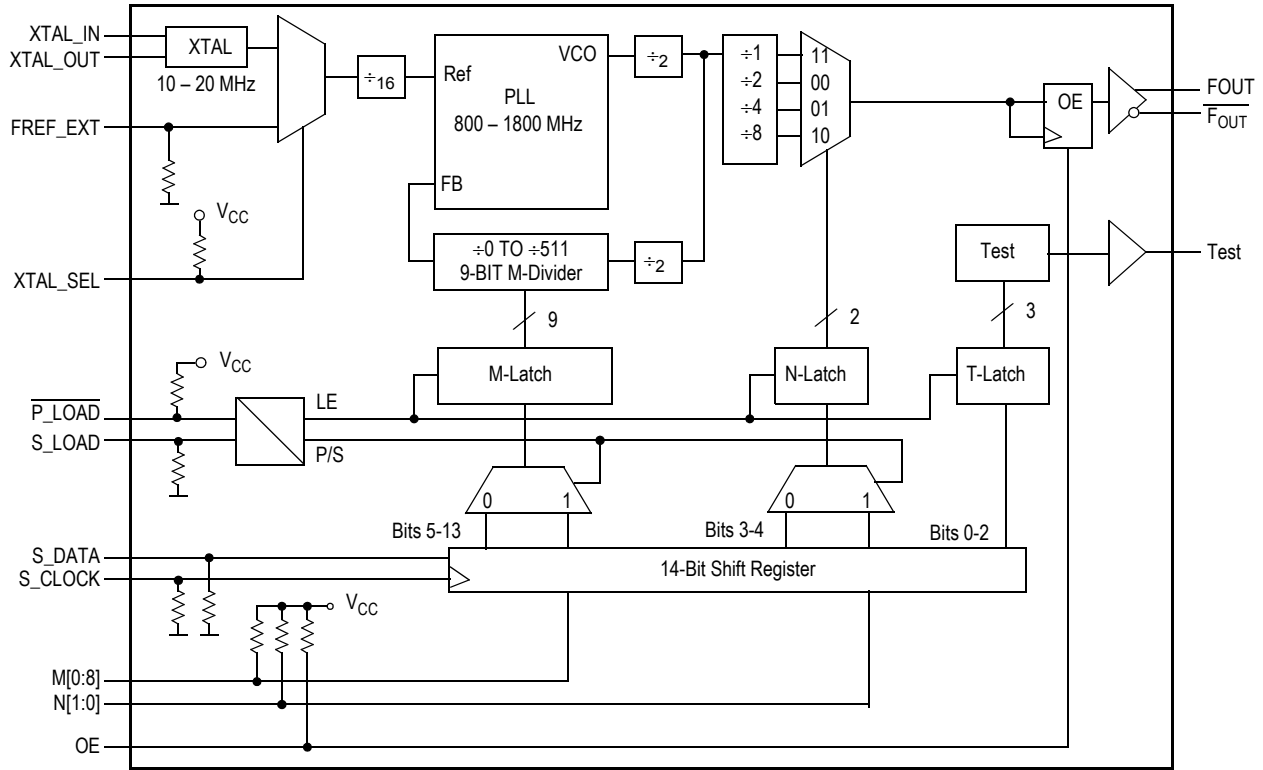 XTAL_IN
XTAL_OUT
XTAL
10 – 20 MHz
FREF_EXT
VCC
XTAL_SEL
÷16
Ref
VCO
PLL
800 – 1800 MHz
FB
÷2
÷0 TO ÷511
9-BIT M-Divider
÷2
÷1
÷2
÷4
÷8
11
00
01
10
OE
FOUT
FOUT
Test
Test
9
2
3
M-Latch
N-Latch
T-Latch
VCC
P_LOAD
S_LOAD
LE
P/S
0
1
0
1
Bits 5-13
Bits 3-4
Bits 0-2
S_DATA
S_CLOCK
14-Bit Shift Register
VCC
M[0:8]
N[1:0]
OE